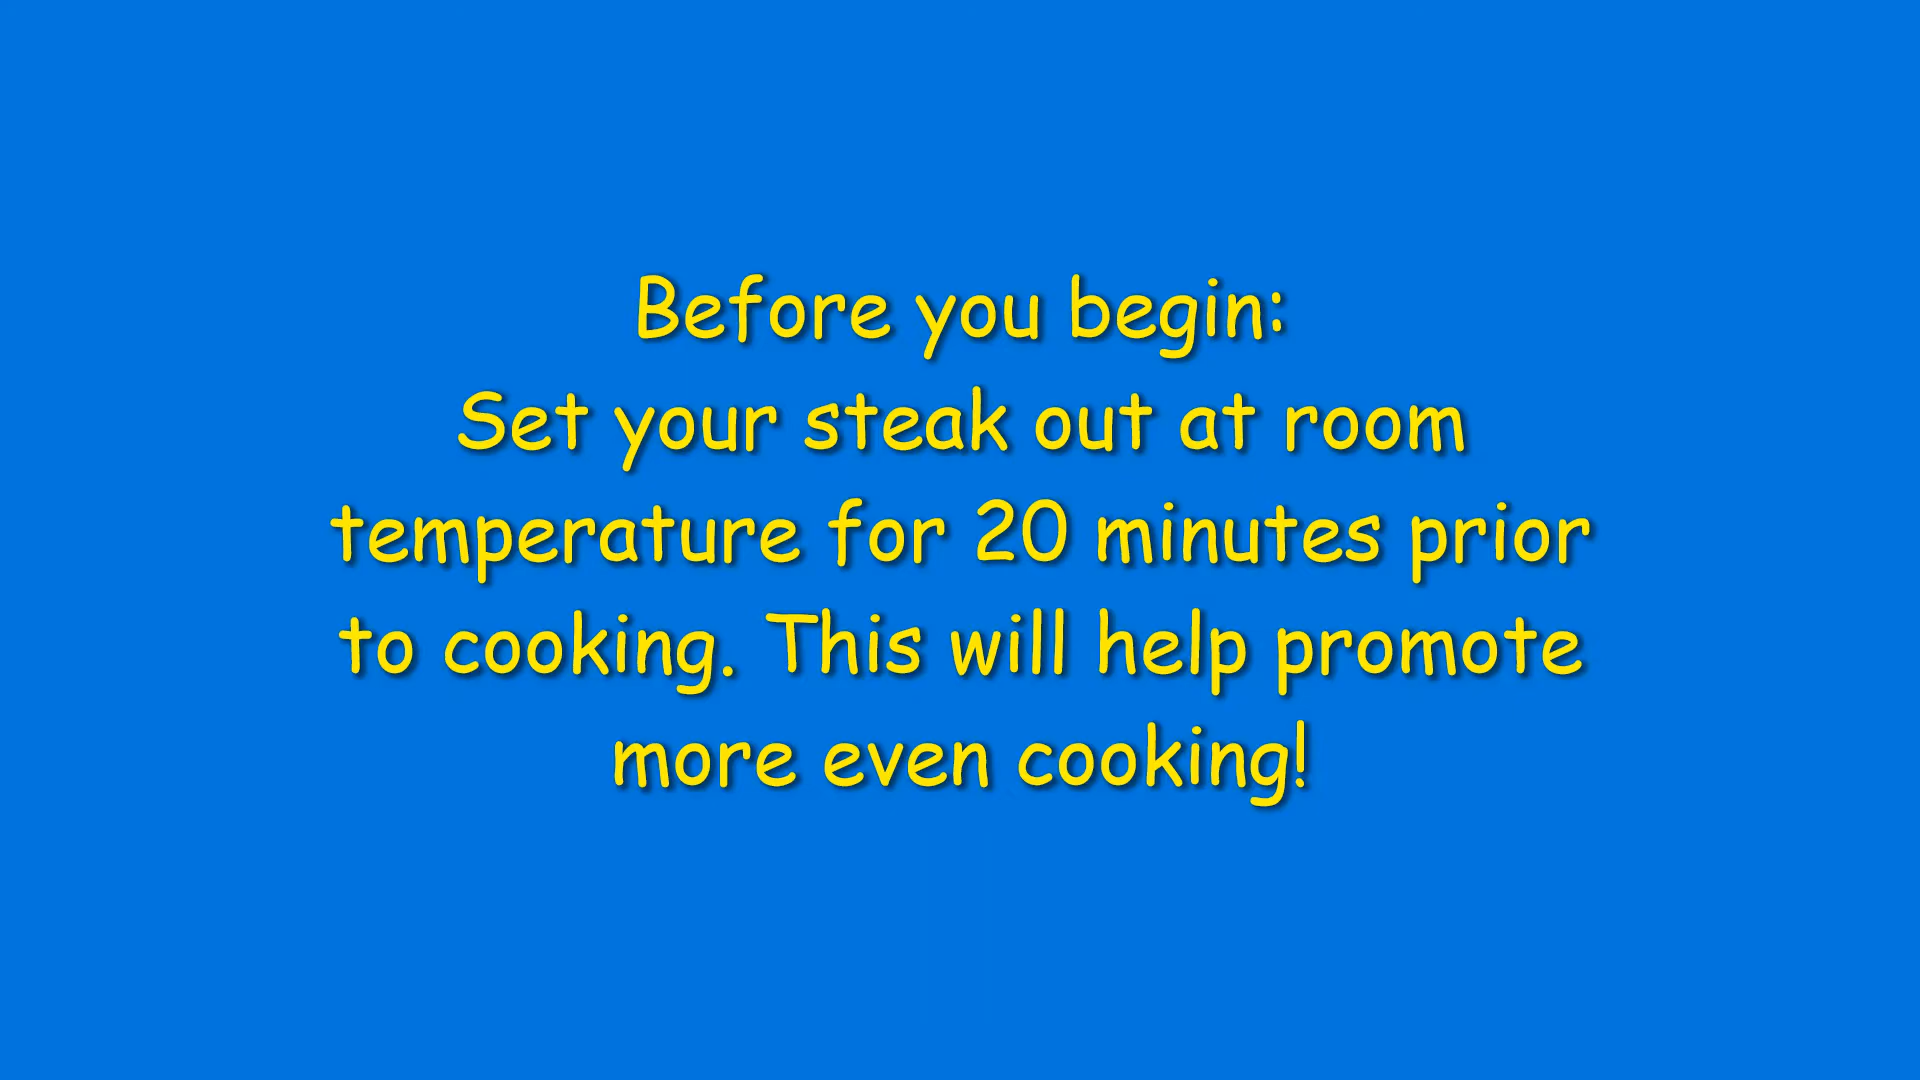 Before you begin:
Set your steak out at room
temperature for 20 minutes prior
to cooking. This will help promote
more even cooking!